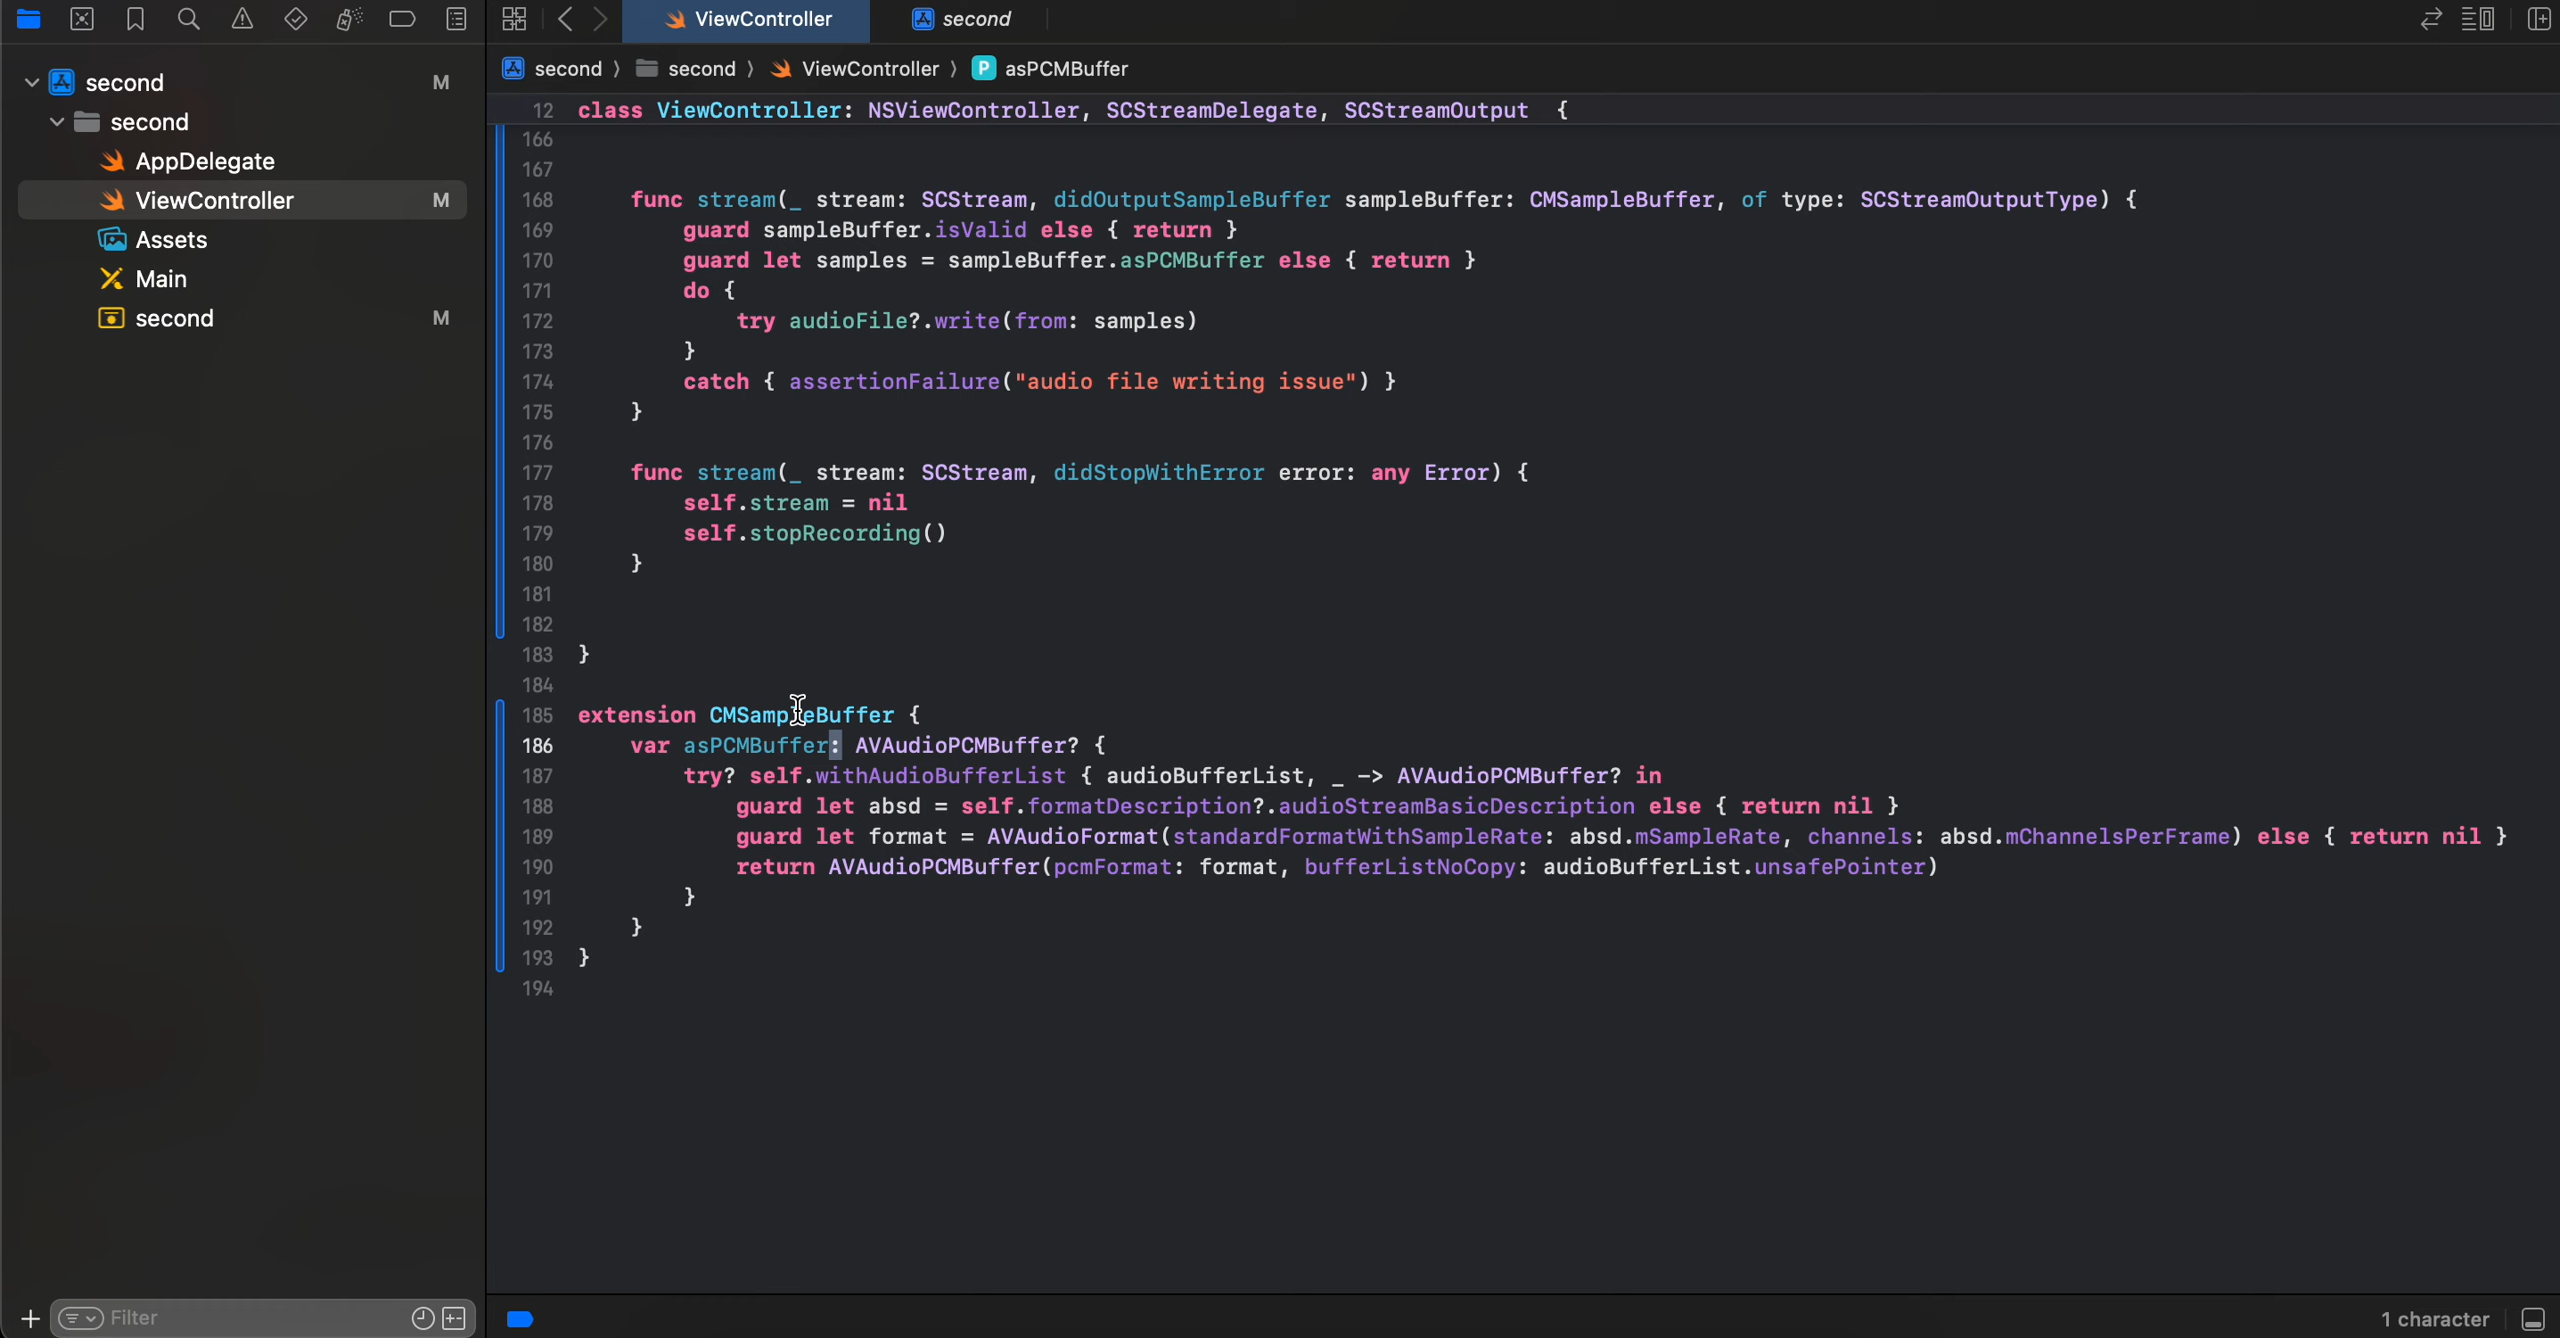 ViewController
second
second
second
ViewController
asPCMBuffer
second M
second
AppDelegate
ViewController M
Assets
Main
second M
12 class ViewController: NSViewController, SCStreamDelegate, SCStreamOutput {
166
167
168 func stream(_ stream: SCStream, didOutputSampleBuffer sampleBuffer: CMSampleBuffer, of type: SCStreamOutputType) {
169 guard sampleBuffer.isValid else { return }
170 guard let samples = sampleBuffer.asPCMBuffer else { return }
171 do {
172 try audioFile?.write(from: samples)
173 }
174 catch { assertionFailure("audio file writing issue") }
175 }
176
177 func stream(_ stream: SCStream, didStopWithError error: any Error) {
178 self.stream = nil
179 self.stopRecording()
180 }
181
182
183 }
184
185 extension CMSampleBuffer {
186 var asPCMBuffer: AVAudioPCMBuffer? {
187 try? self.withAudioBufferList { audioBufferList, _ -> AVAudioPCMBuffer? in
188 guard let absd = self.formatDescription?.audioStreamBasicDescription else { return nil }
189 guard let format = AVAudioFormat(standardFormatWithSampleRate: absd.mSampleRate, channels: absd.mChannelsPerFrame) else { return nil }
190 return AVAudioPCMBuffer(pcmFormat: format, bufferListNoCopy: audioBufferList.unsafePointer)
191 }
192 }
193 }
194
Filter
1 character